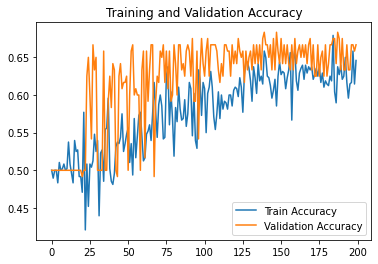 Training and Validation Accuracy
0.65
0.60
0.55
0.50
0.45
0 25 50 75 100 125 150 175 200
Train Accuracy
Validation Accuracy